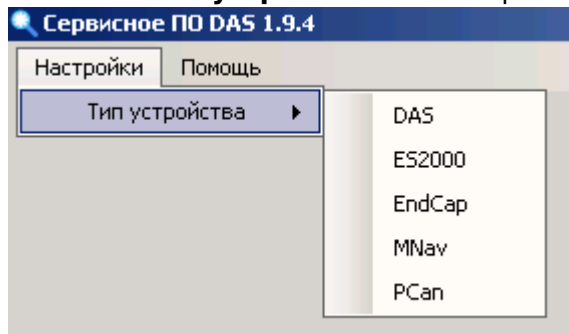 Сервисное ПО DAS 1.9.4
Настройки Помощь
Тип устройства
DAS
ES2000
EndCap
MNav
PCan